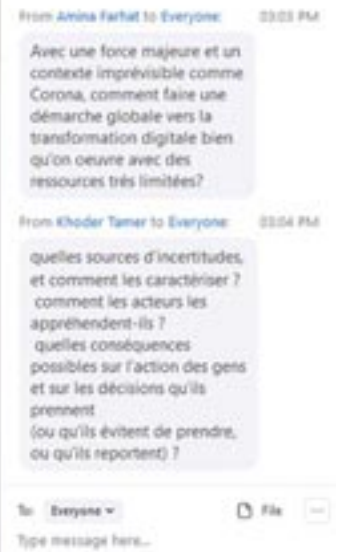 From Amina Farhat to Everyone: 03:03 PM
Avec une force majeure et un
contexte imprévisible comme
Corona, comment faire une
démarche globale vers la
transformation digitale bien
qu'on oeuvre avec des
ressources très limitées?
From Khoder Tamer to Everyone: 03:04 PM
quelles sources d'incertitudes,
et comment les caractériser ?
comment les acteurs les
appréhendent-ils ?
quelles conséquences
possibles sur l'action des gens
et sur les décisions qu'ils
prennent
(ou qu'ils évitent de prendre,
ou qu'ils reportent) ?
To: Everyone
File
Type message here...